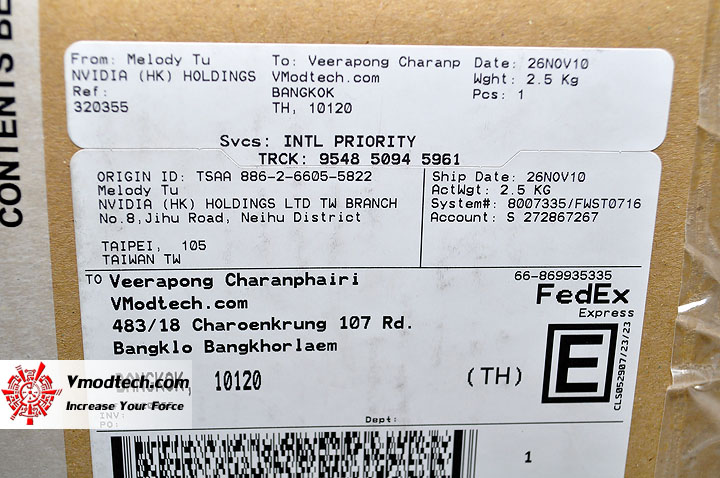 CONTENTS BE
From: Melody Tu To: Veerapong Charanp Date: 26NOV10
NVIDIA (HK) HOLDINGS VModtech.com Wght: 2.5 Kg
Ref: BANGKOK Pcs: 1
320355 TH, 10120
Svcs: INTL PRIORITY
TRCK: 9548 5094 5961
ORIGIN ID: TSAA 886-2-6605-5822 Ship Date: 26NOV10
Melody Tu ActWgt: 2.5 KG
NVIDIA (HK) HOLDINGS LTD TW BRANCH System#: 8007335/FWST0716
No.8,Jihu Road, Neihu District Account: S 272867267
TAIPEI, 105
TAIWAN TW
TO Veerapong Charanphairi 66-869935335
VModtech.com FedEx
Express
483/18 Charoenkrung 107 Rd.
Bangklo Bangkhorlaem
BANGKOK, 10120 (TH) E
CLS052907/23/23
Vmodtech.com
Increase Your Force
INV:
PO: Dept:
1